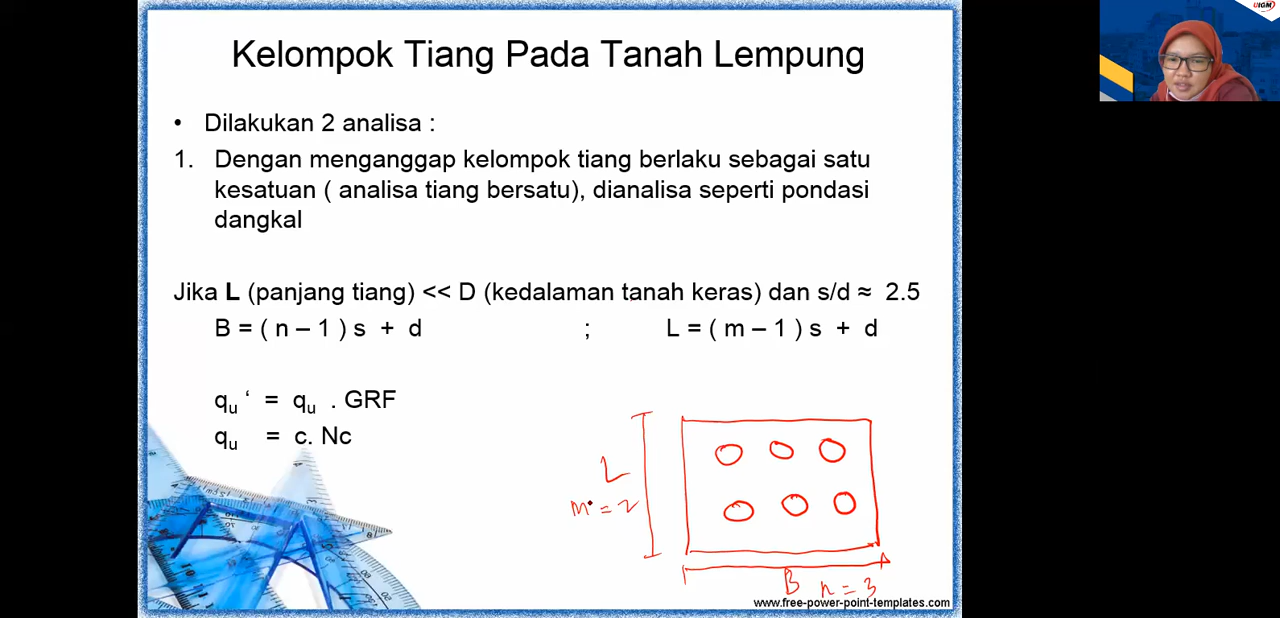 UIGM
Kelompok Tiang Pada Tanah Lempung
• Dilakukan 2 analisa :
1. Dengan menganggap kelompok tiang berlaku sebagai satu
kesatuan ( analisa tiang bersatu), dianalisa seperti pondasi
dangkal
Jika L (panjang tiang) << D (kedalaman tanah keras) dan s/d ≈ 2.5
B = ( n – 1 ) s + d ; L = ( m – 1 ) s + d
qu ‘ = qu . GRF
qu = c. Nc
L
m = 2
B n = 3
www.free-power-point-templates.com